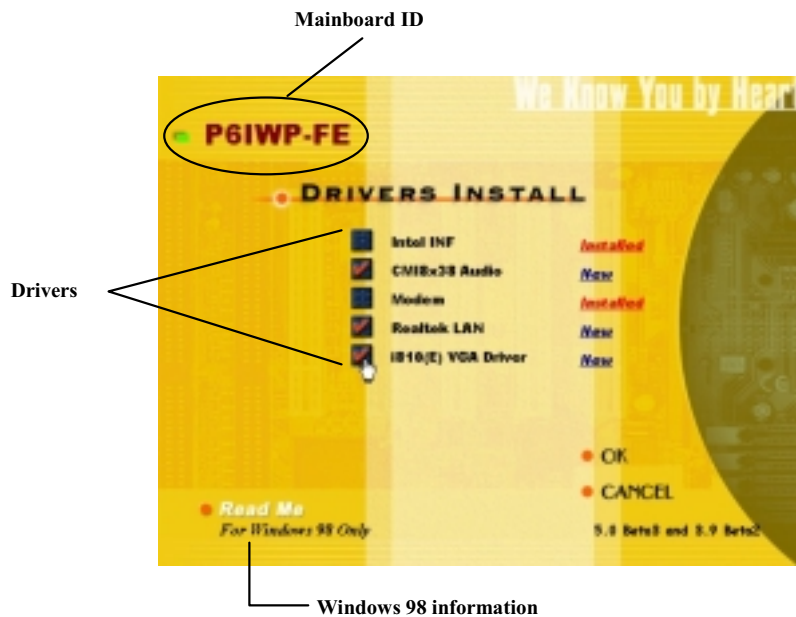 Mainboard ID
We Know You by Heart
P6IWP-FE
DRIVERS INSTALL
Intel INF Installed
CMI8x38 Audio New
Modem Installed
Realtek LAN New
i810(E) VGA Driver New
Drivers
OK
CANCEL
Read Me
For Windows 98 Only
5.0 Beta3 and 3.9 Beta2
Windows 98 information